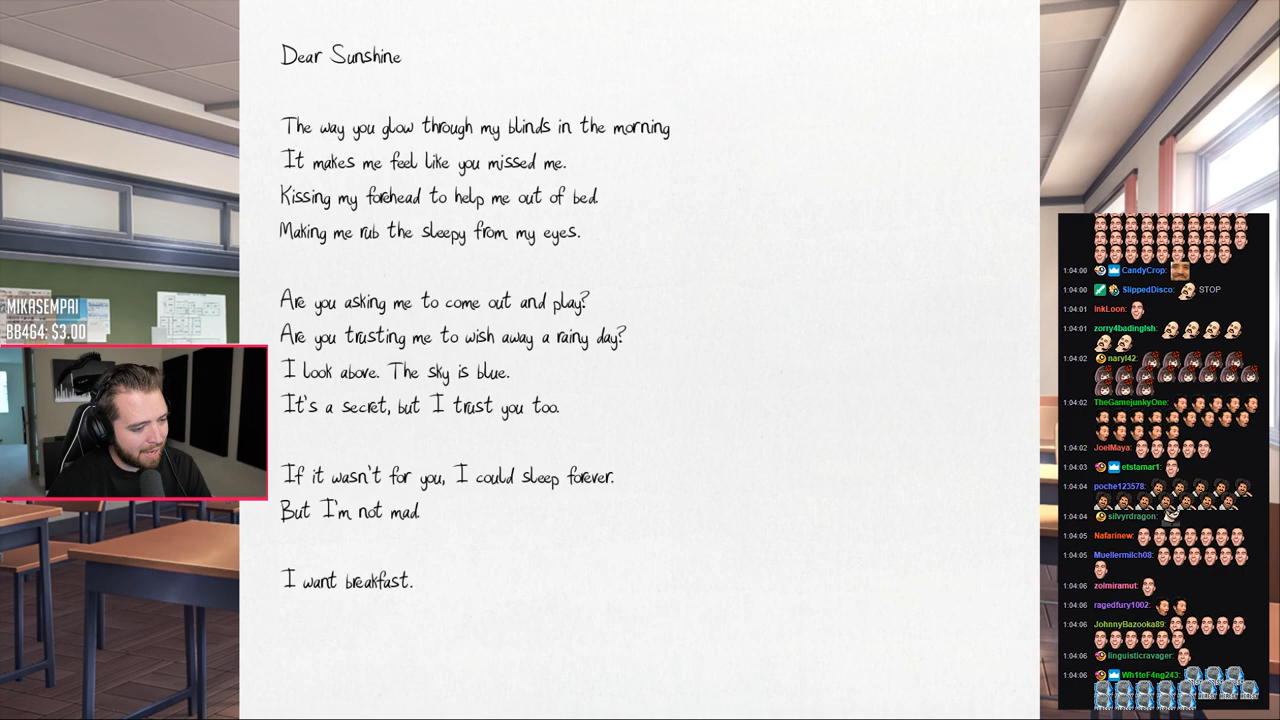 Dear Sunshine
The way you glow through my blinds in the morning
It makes me feel like you missed me.
Kissing my forehead to help me out of bed.
Making me rub the sleepy from my eyes.
Are you asking me to come out and play?
Are you trusting me to wish away a rainy day?
I look above. The sky is blue.
It's a secret, but I trust you too.
If it wasn't for you, I could sleep forever.
But I'm not mad.
I want breakfast.
MIKASEMPAI
BB464: $3.00
1:04:00 CandyCrop:
1:04:00 SlippedDisco: STOP
1:04:01 InkLoon:
1:04:01 zorry4badinglsh:
1:04:02 naryl42:
1:04:02 TheGamejunkyOne:
1:04:02 JoelMaya:
1:04:03 etstamar1:
1:04:04 poche123578:
1:04:04 silvyrdragon:
1:04:05 Nafarinew:
1:04:05 Muellermilch08:
1:04:06 zolmiramut:
1:04:06 ragedfury1002:
1:04:06 JohnnyBazooka89:
1:04:06 linguisticravager:
1:04:06 Wh1teF4ng243: